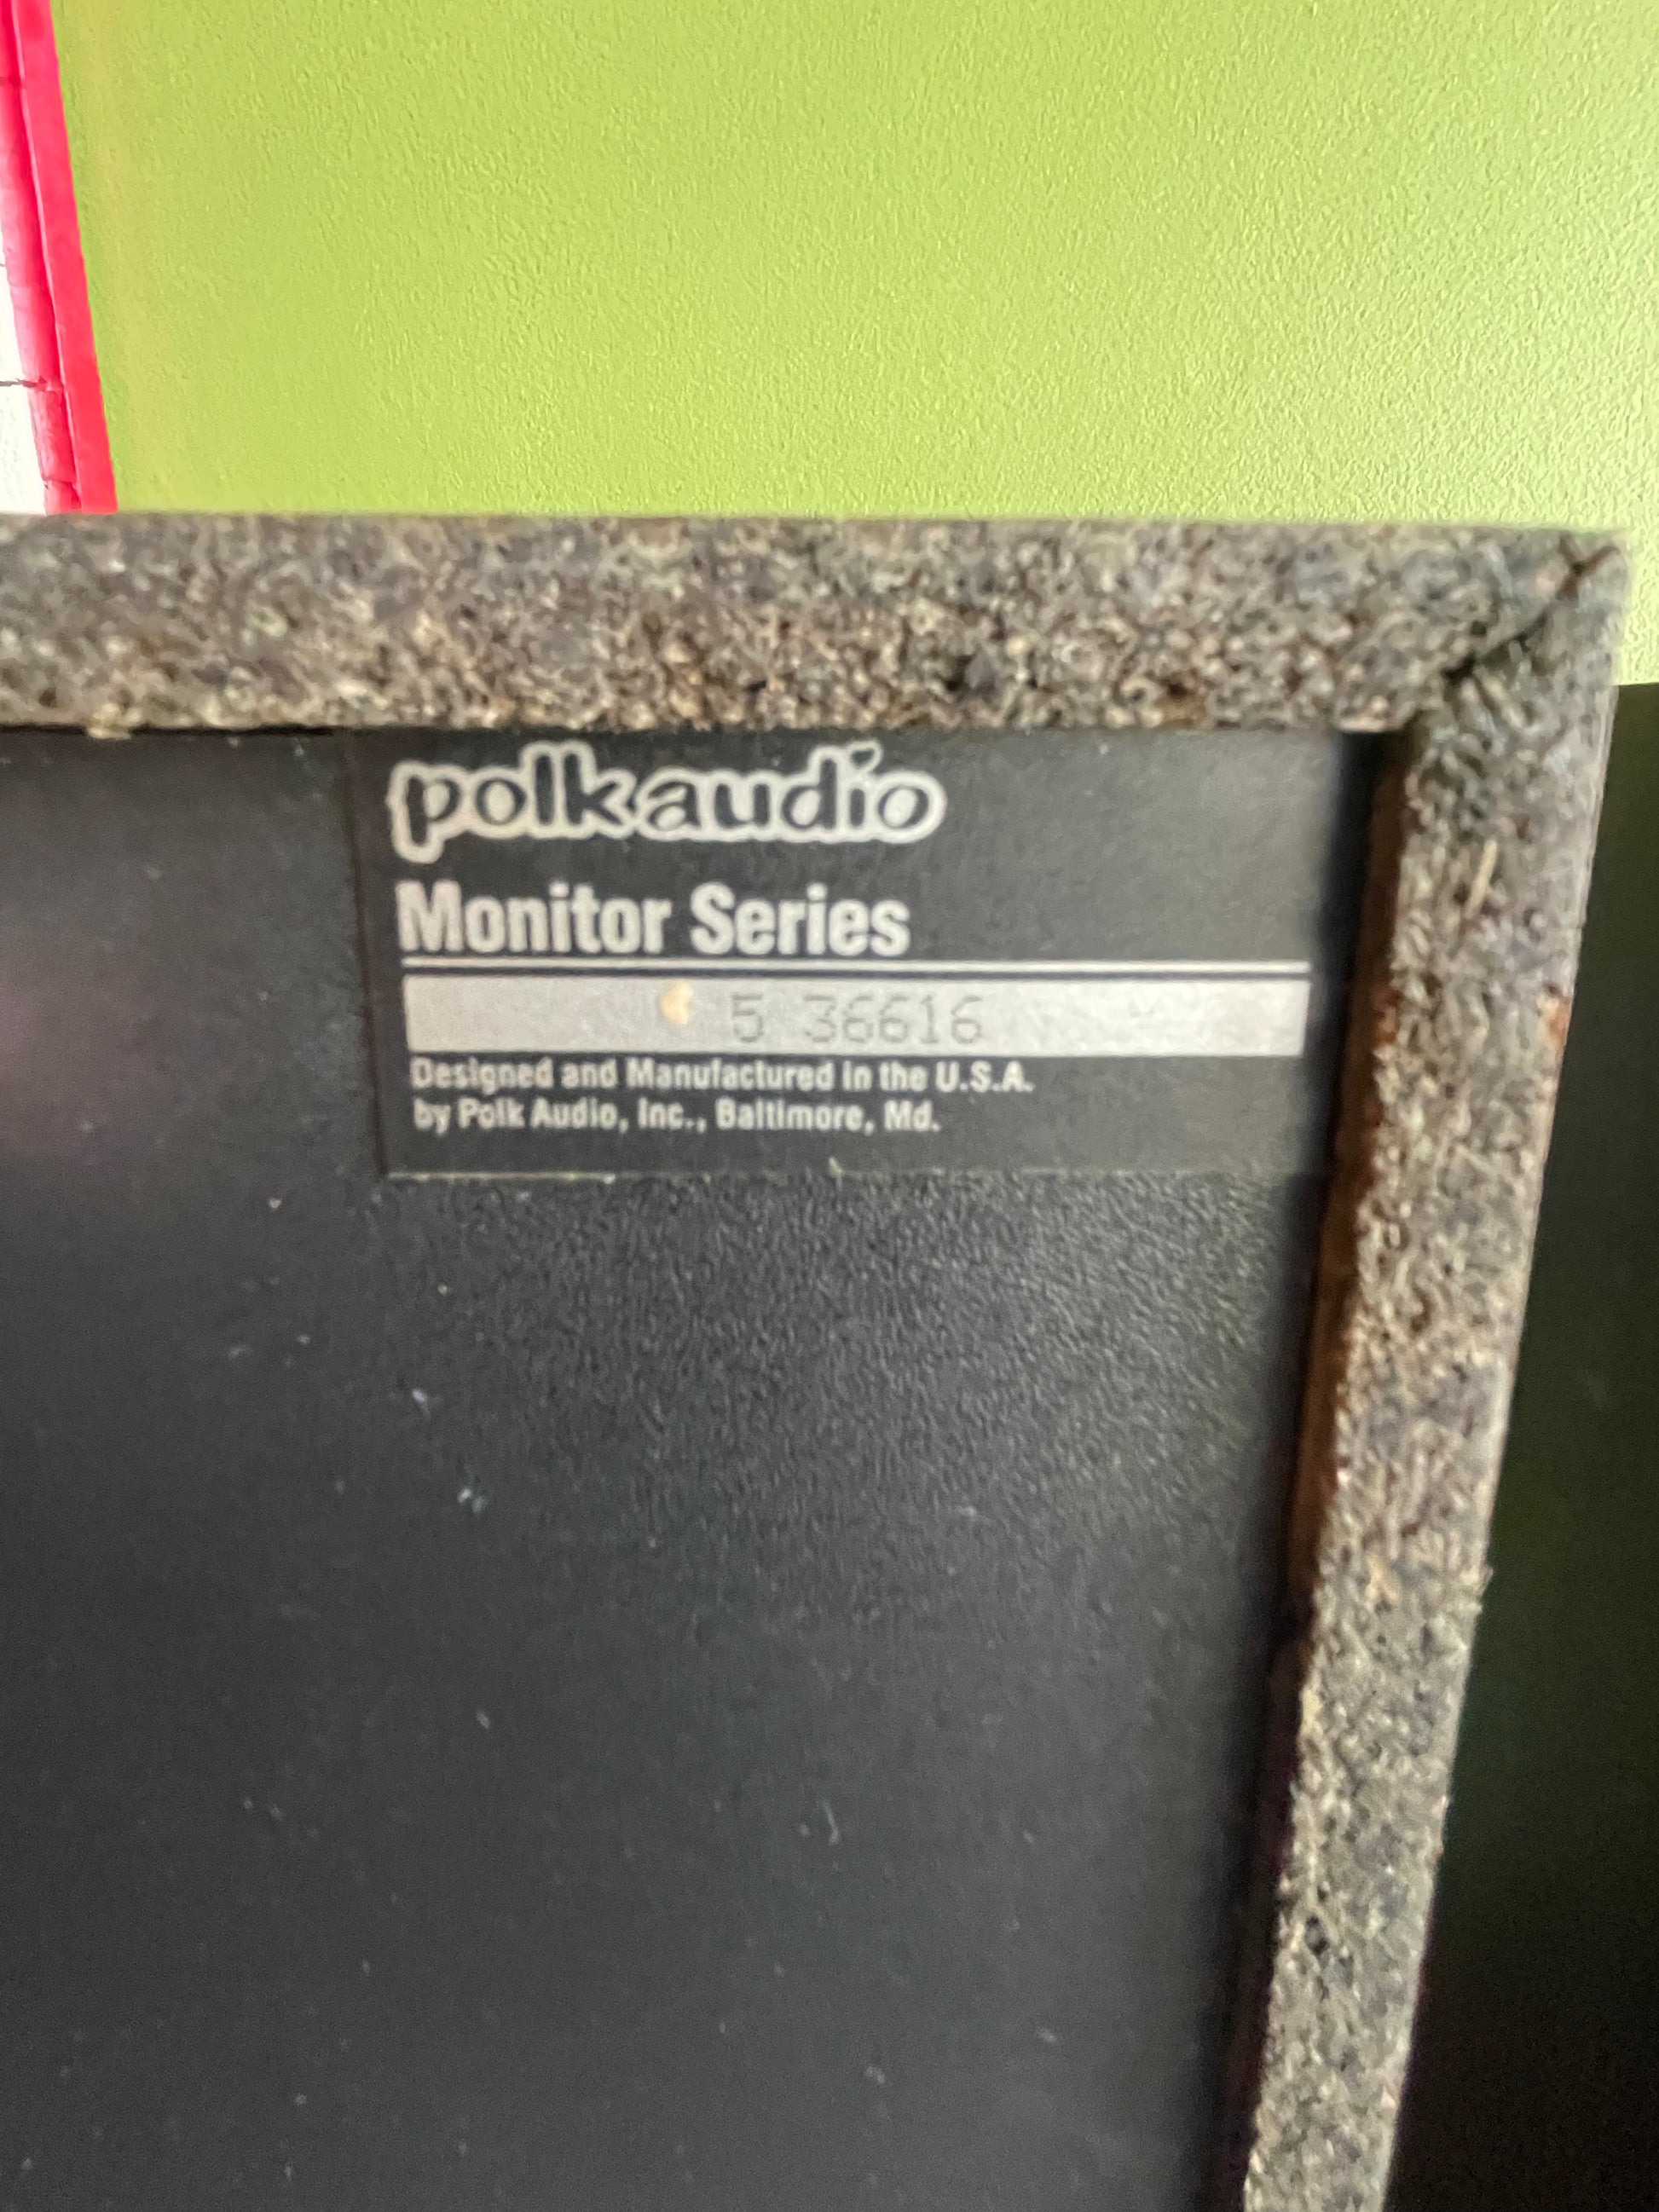 polkaudio
Monitor Series
5 36616
Designed and Manufactured in the U.S.A.
by Polk Audio, Inc., Baltimore, Md.